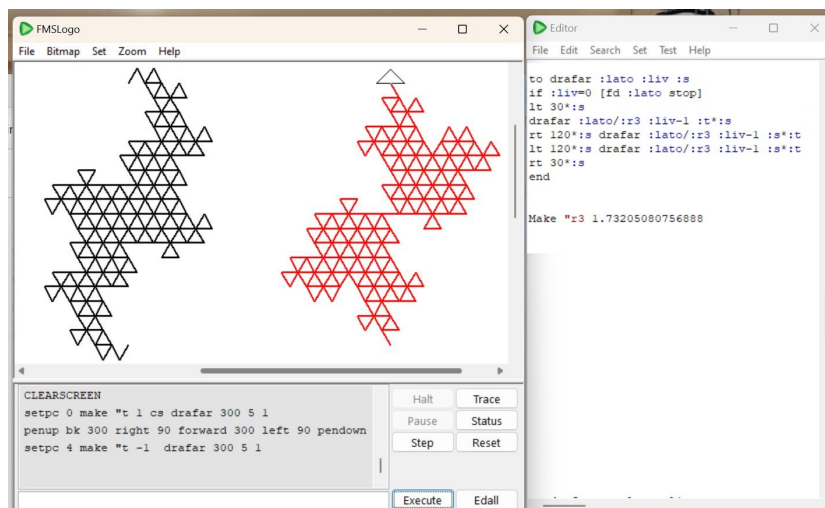 FMSLogo
File Bitmap Set Zoom Help
CLEARSCREEN
setpc 0 make "t 1 cs drafar 300 5 1
penup bk 300 right 90 forward 300 left 90 pendown
setpc 4 make "t -1  drafar 300 5 1
Halt Trace
Pause Status
Step Reset
Execute Edall
Editor
File Edit Search Set Test Help
to drafar :lato :liv :s
if :liv=0 [fd :lato stop]
lt 30*:s
drafar :lato/:r3 :liv-1 :t*:s
rt 120*:s drafar :lato/:r3 :liv-1 :s*:t
lt 120*:s drafar :lato/:r3 :liv-1 :s*:t
rt 30*:s
end
Make "r3 1.73205080756888